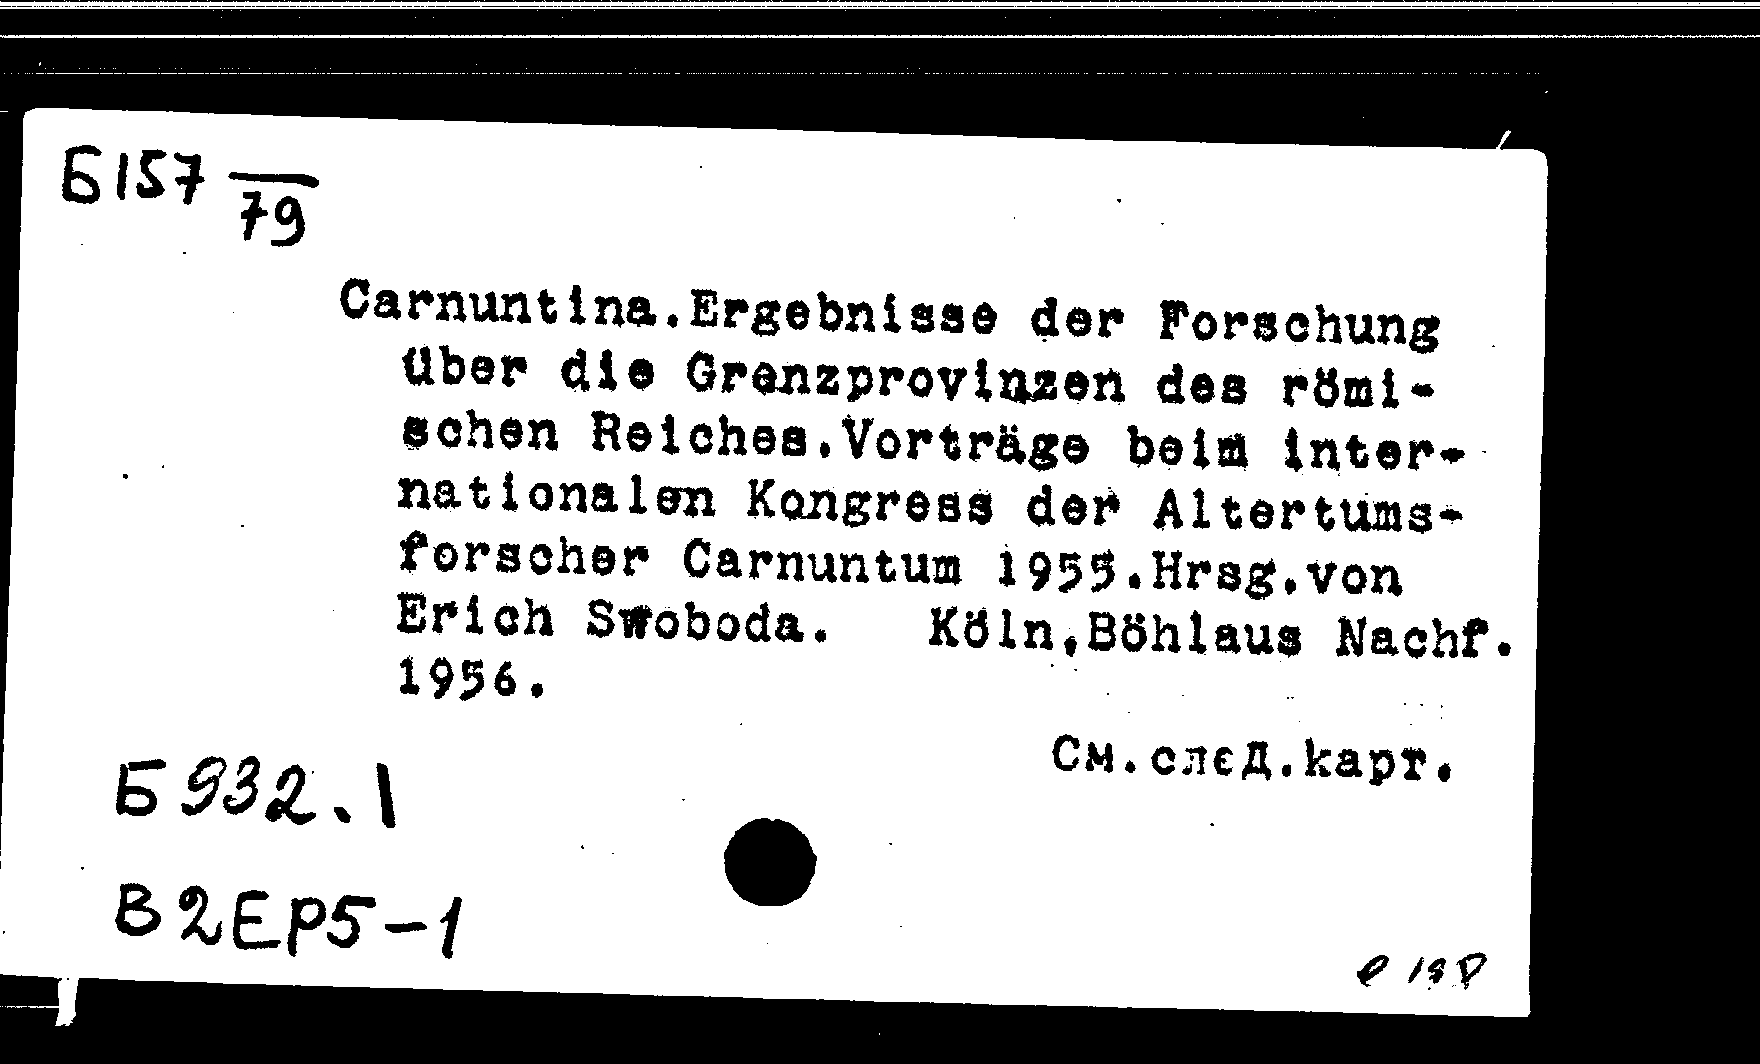 Б157 79
Carnuntina.Ergebnisse der Forschung
über die Grenzprovinzen des römi-
schen Reiches.Vorträge beim inter-
nationalen Kongress der Altertums-
forscher Carnuntum 1955.Hrsg.von
Erich Swoboda. Köln,Böhlaus Nachf.
1956.
См.след.карт.
Б932.1
В2ЕР5-1